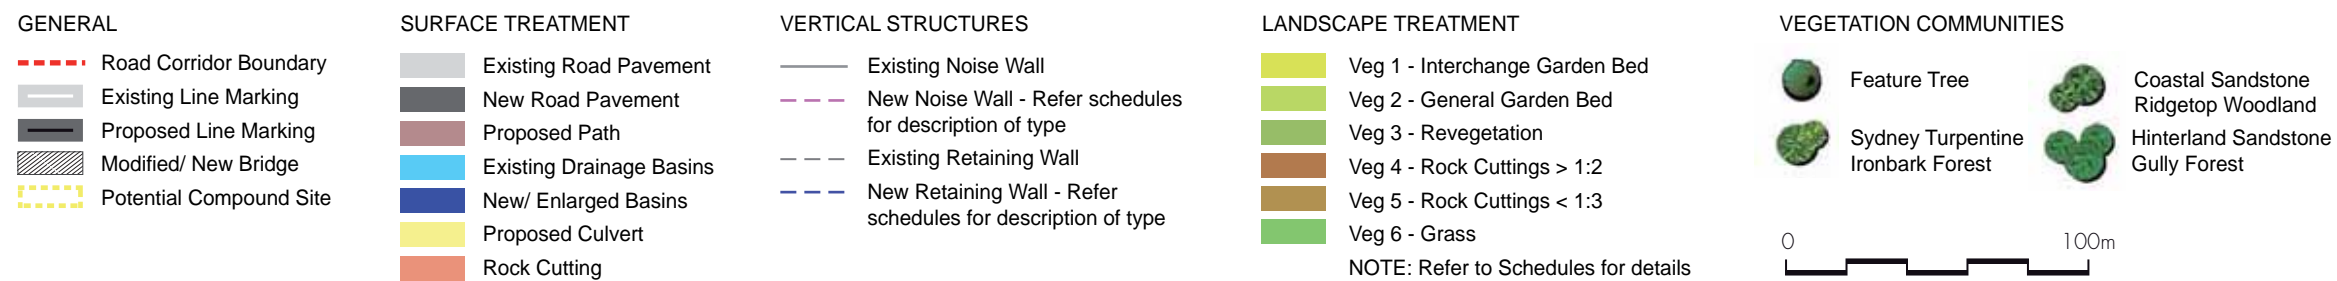 GENERAL
Road Corridor Boundary
Existing Line Marking
Proposed Line Marking
Modified/ New Bridge
Potential Compound Site
SURFACE TREATMENT
Existing Road Pavement
New Road Pavement
Proposed Path
Existing Drainage Basins
New/ Enlarged Basins
Proposed Culvert
Rock Cutting
VERTICAL STRUCTURES
Existing Noise Wall
New Noise Wall - Refer schedules
for description of type
Existing Retaining Wall
New Retaining Wall - Refer
schedules for description of type
LANDSCAPE TREATMENT
Veg 1 - Interchange Garden Bed
Veg 2 - General Garden Bed
Veg 3 - Revegetation
Veg 4 - Rock Cuttings > 1:2
Veg 5 - Rock Cuttings < 1:3
Veg 6 - Grass
NOTE: Refer to Schedules for details
VEGETATION COMMUNITIES
Feature Tree
Sydney Turpentine
Ironbark Forest
Coastal Sandstone
Ridgetop Woodland
Hinterland Sandstone
Gully Forest
0 100m